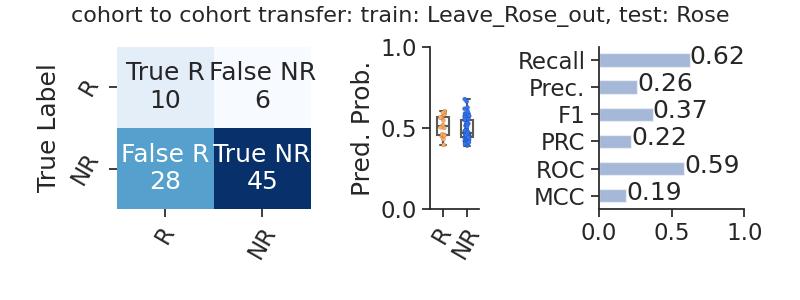 cohort to cohort transfer: train: Leave_Rose_out, test: Rose
True Label
R
NR
True R
10
False NR
6
False R
28
True NR
45
R
NR
Pred. Prob.
1.0
0.5
0.0
R
NR
Recall
0.62
Prec.
0.26
F1
0.37
PRC
0.22
ROC
0.59
MCC
0.19
0.0
0.5
1.0